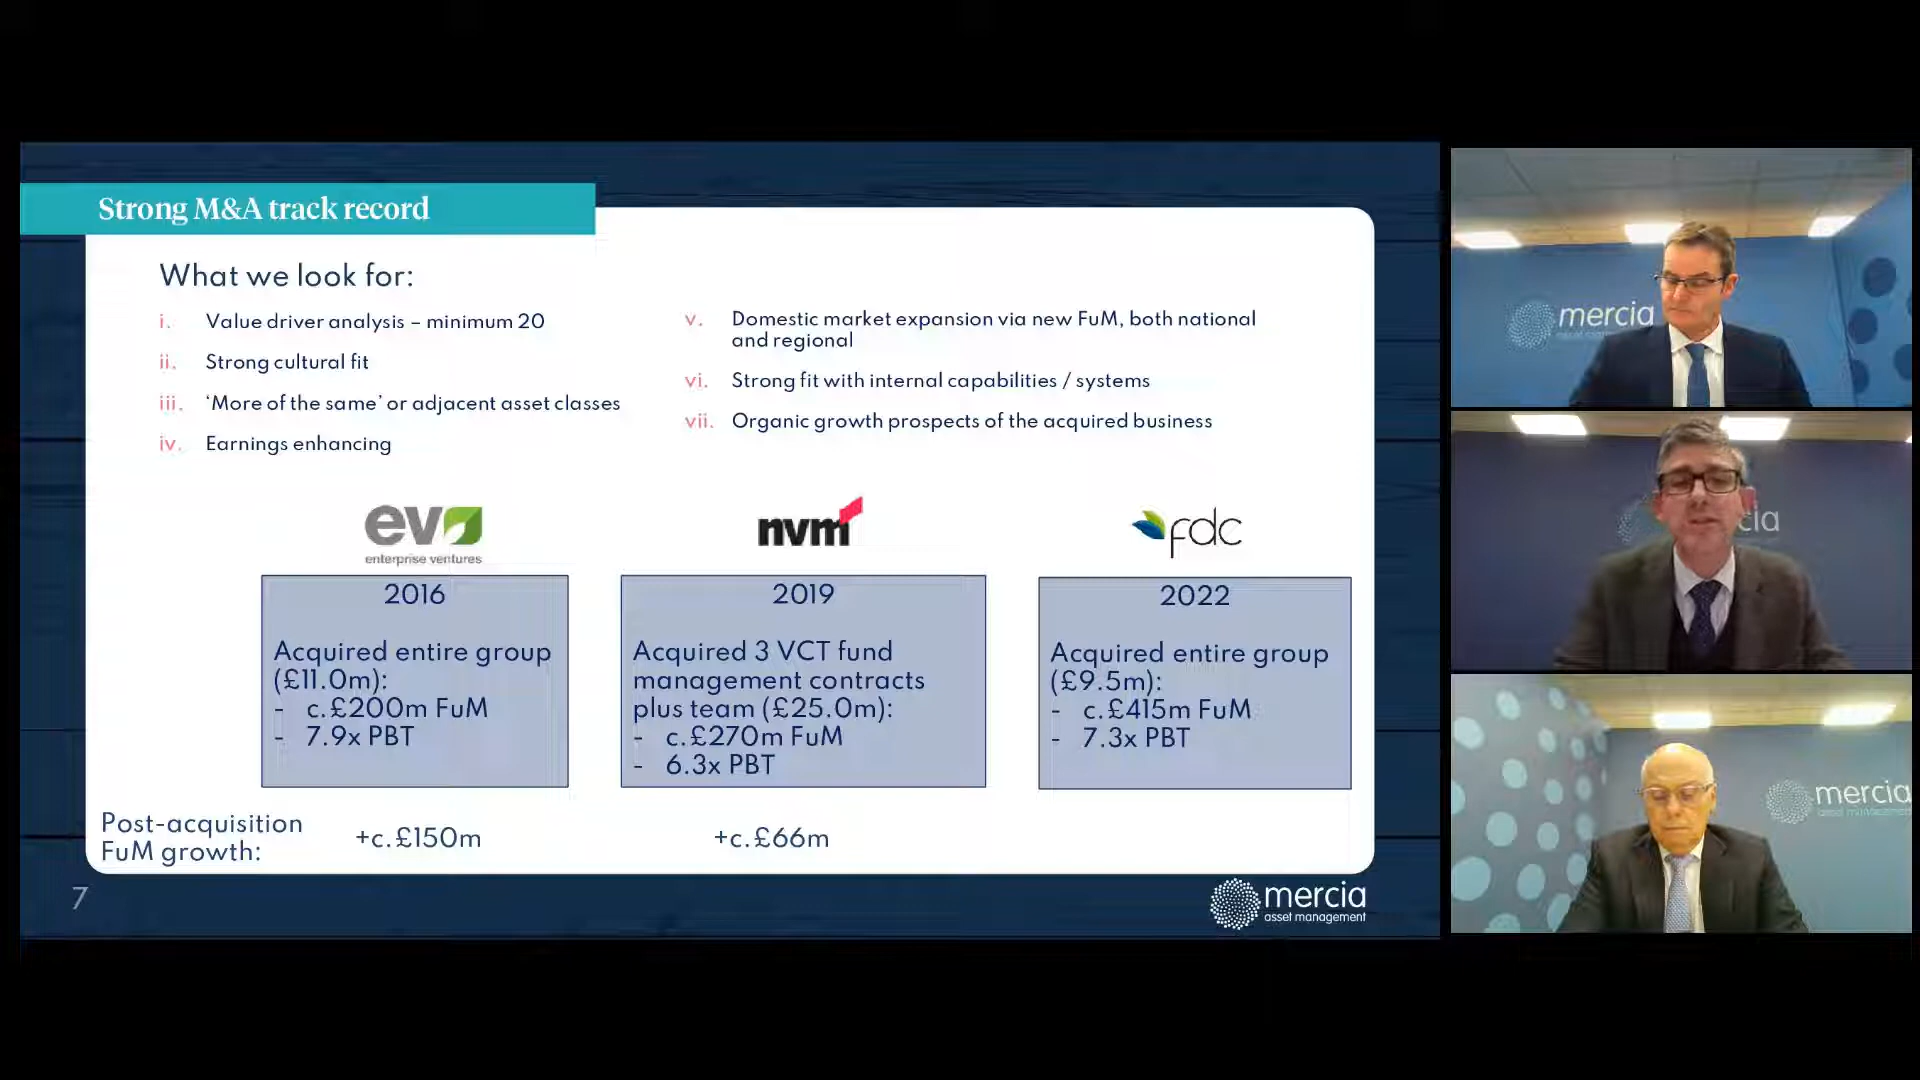 Strong M&A track record
What we look for:
i. Value driver analysis – minimum 20
ii. Strong cultural fit
iii. ‘More of the same’ or adjacent asset classes
iv. Earnings enhancing
v. Domestic market expansion via new FuM, both national
and regional
vi. Strong fit with internal capabilities / systems
vii. Organic growth prospects of the acquired business
evo
enterprise ventures
nvm
fdc
2016
Acquired entire group
(£11.0m):
- c.£200m FuM
- 7.9x PBT
2019
Acquired 3 VCT fund
management contracts
plus team (£25.0m):
- c.£270m FuM
- 6.3x PBT
2022
Acquired entire group
(£9.5m):
- c.£415m FuM
- 7.3x PBT
Post-acquisition
FuM growth:
+c.£150m
+c.£66m
7
mercia
asset management
mercia
cia
mercia
asset management